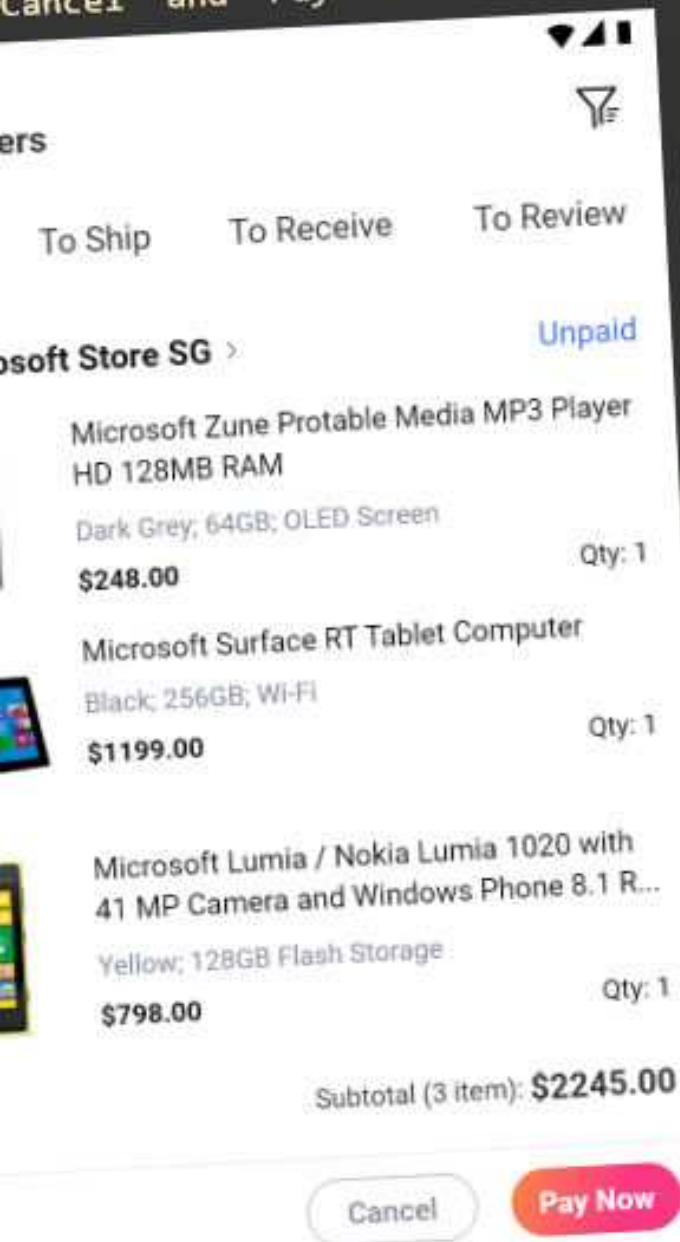 Cancel and Pay
ers
To Ship To Receive To Review
osoft Store SG > Unpaid
Microsoft Zune Protable Media MP3 Player
HD 128MB RAM
Dark Grey; 64GB; OLED Screen
$248.00 Qty: 1
Microsoft Surface RT Tablet Computer
Black; 256GB; Wi-Fi
$1199.00 Qty: 1
Microsoft Lumia / Nokia Lumia 1020 with
41 MP Camera and Windows Phone 8.1 R...
Yellow; 128GB Flash Storage
$798.00 Qty: 1
Subtotal (3 item): $2245.00
Cancel Pay Now